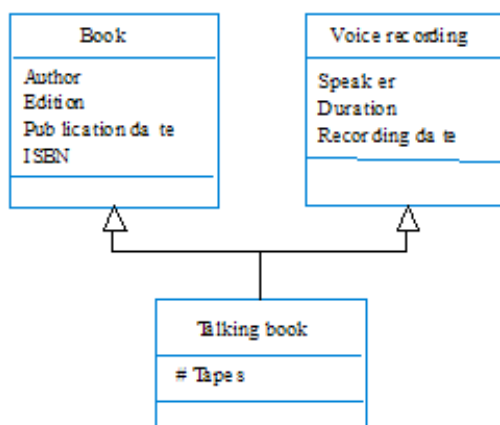 Book
Author
Edition
Publication date
ISBN
Voice recording
Speaker
Duration
Recording date
Talking book
# Tapes